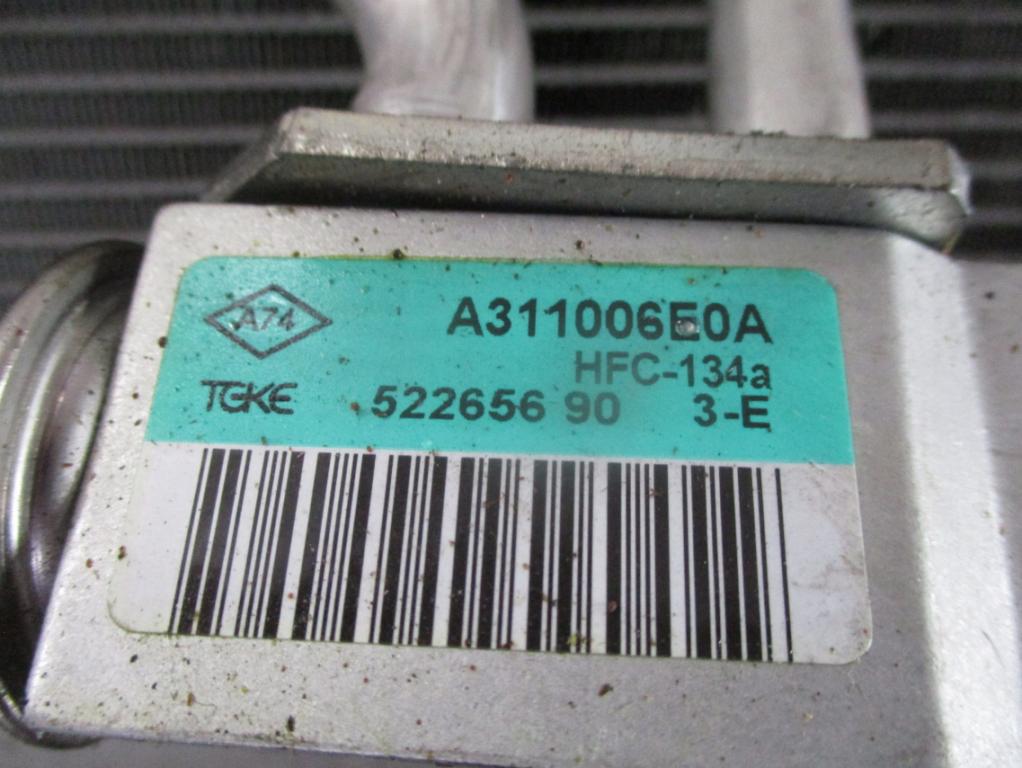 A74 A311006E0A
HFC-134a
TGKE 522656 90 3-E